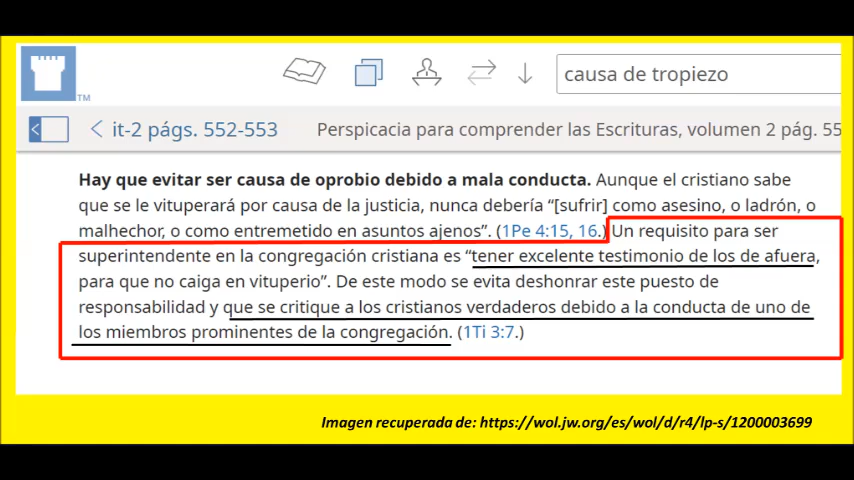 TM
causa de tropiezo
< it-2 págs. 552-553 Perspicacia para comprender las Escrituras, volumen 2 pág. 55
Hay que evitar ser causa de oprobio debido a mala conducta. Aunque el cristiano sabe
que se le vituperará por causa de la justicia, nunca debería “[sufrir] como asesino, o ladrón, o
malhechor, o como entremetido en asuntos ajenos”. (1Pe 4:15, 16.) Un requisito para ser
superintendente en la congregación cristiana es “tener excelente testimonio de los de afuera,
para que no caiga en vituperio”. De este modo se evita deshonrar este puesto de
responsabilidad y que se critique a los cristianos verdaderos debido a la conducta de uno de
los miembros prominentes de la congregación. (1Ti 3:7.)
Imagen recuperada de: https://wol.jw.org/es/wol/d/r4/lp-s/1200003699